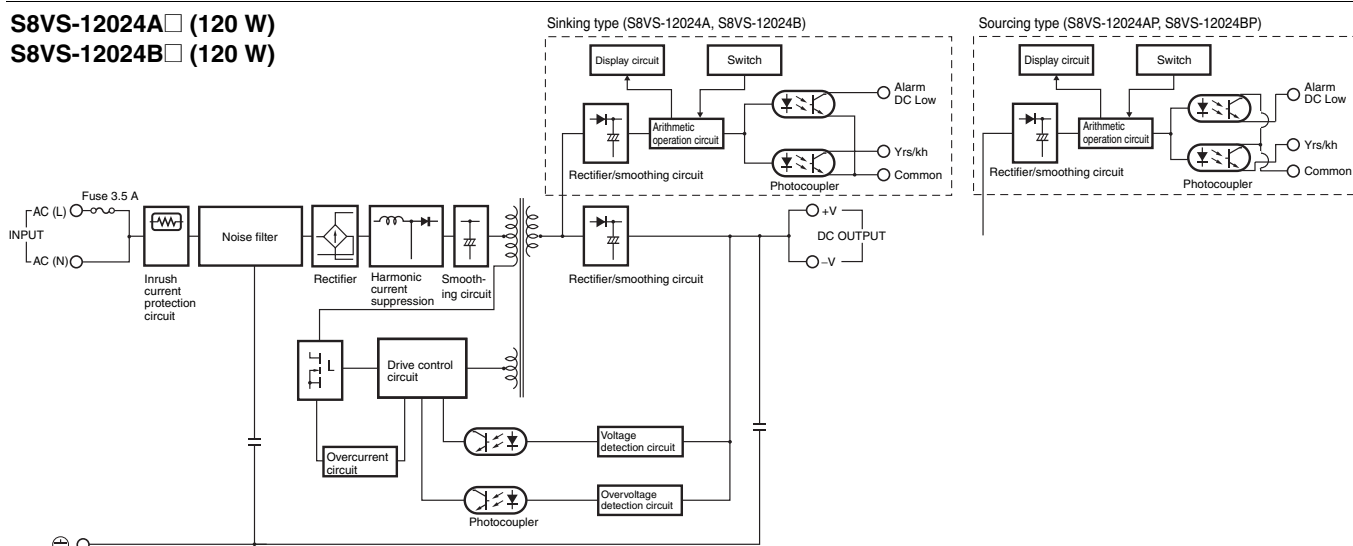 S8VS-12024A□ (120 W)
S8VS-12024B□ (120 W)
Sinking type (S8VS-12024A, S8VS-12024B)
Display circuit
Switch
Alarm
DC Low
Arithmetic
operation circuit
Yrs/kh
Rectifier/smoothing circuit
Photocoupler
Common
Sourcing type (S8VS-12024AP, S8VS-12024BP)
Display circuit
Switch
Alarm
DC Low
Arithmetic
operation circuit
Yrs/kh
Rectifier/smoothing circuit
Photocoupler
Common
Fuse 3.5 A
AC (L)
INPUT
AC (N)
Noise filter
Inrush
current
protection
circuit
Rectifier
Harmonic
current
suppression
Smooth-
ing circuit
Rectifier/smoothing circuit
+V
DC OUTPUT
–V
L
Drive control
circuit
Overcurrent
circuit
Voltage
detection circuit
Overvoltage
detection circuit
Photocoupler